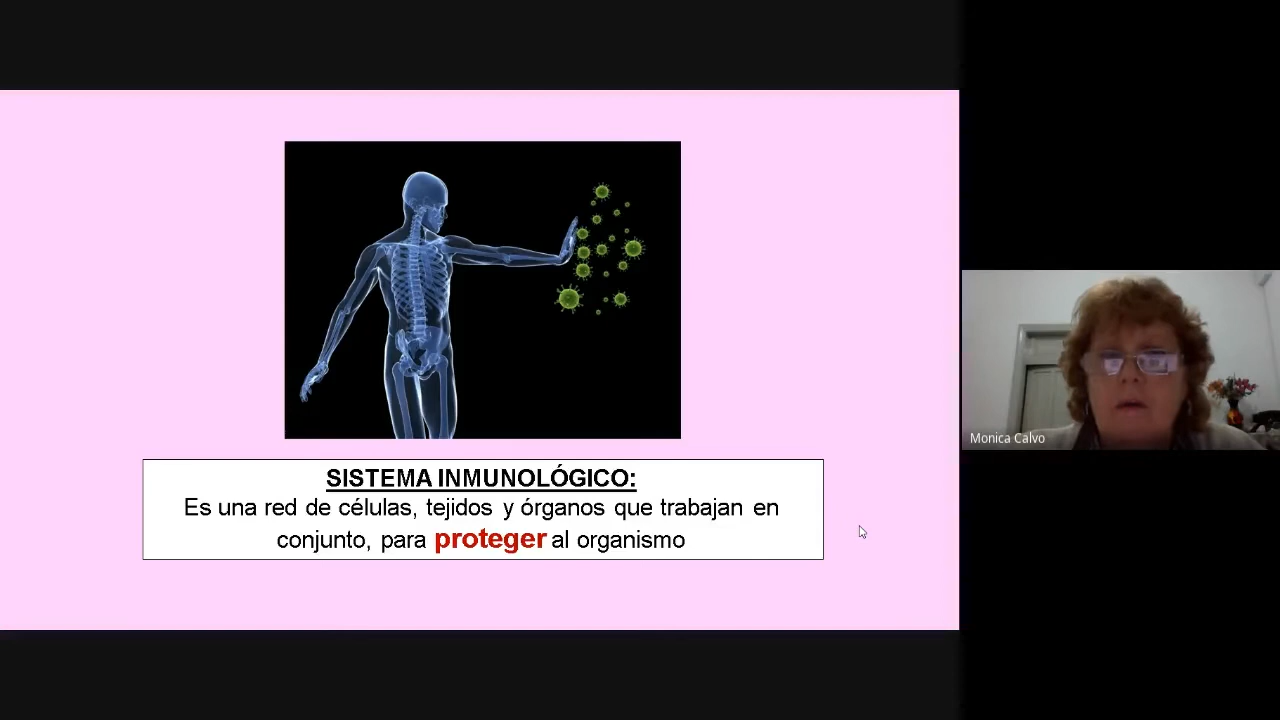 SISTEMA INMUNOLÓGICO:
Es una red de células, tejidos y órganos que trabajan en
conjunto, para proteger al organismo
Monica Calvo